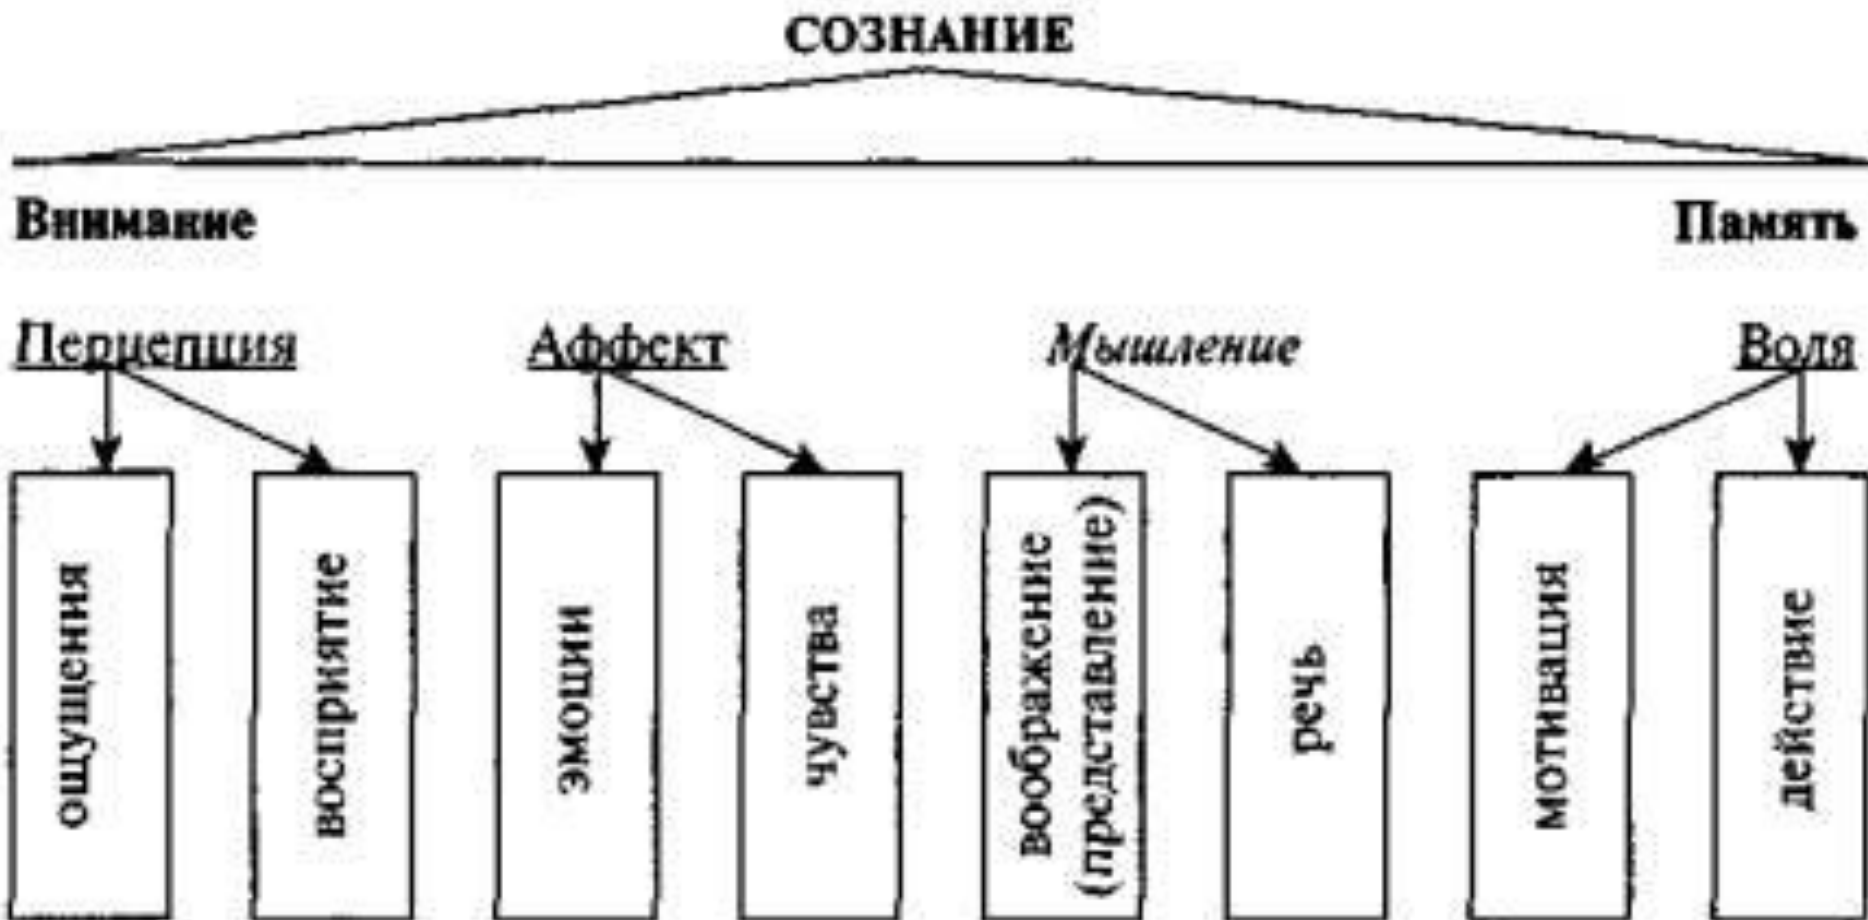 СОЗНАНИЕ
Внимание Память
Перцепция Аффект Мышление Воля
ощущения
восприятие
эмоции
чувства
воображение
(представление)
речь
мотивация
действие